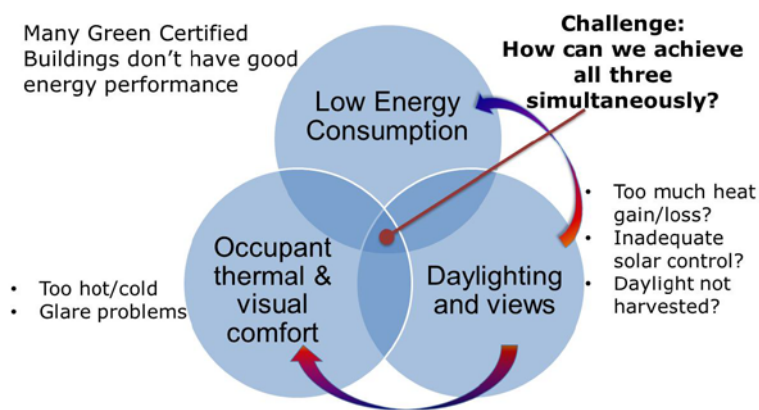 Many Green Certified
Buildings don't have good
energy performance
Challenge:
How can we achieve
all three
simultaneously?
Low Energy
Consumption
Occupant
thermal &
visual
comfort
Daylighting
and views
• Too much heat
gain/loss?
• Inadequate
solar control?
• Daylight not
harvested?
• Too hot/cold
• Glare problems